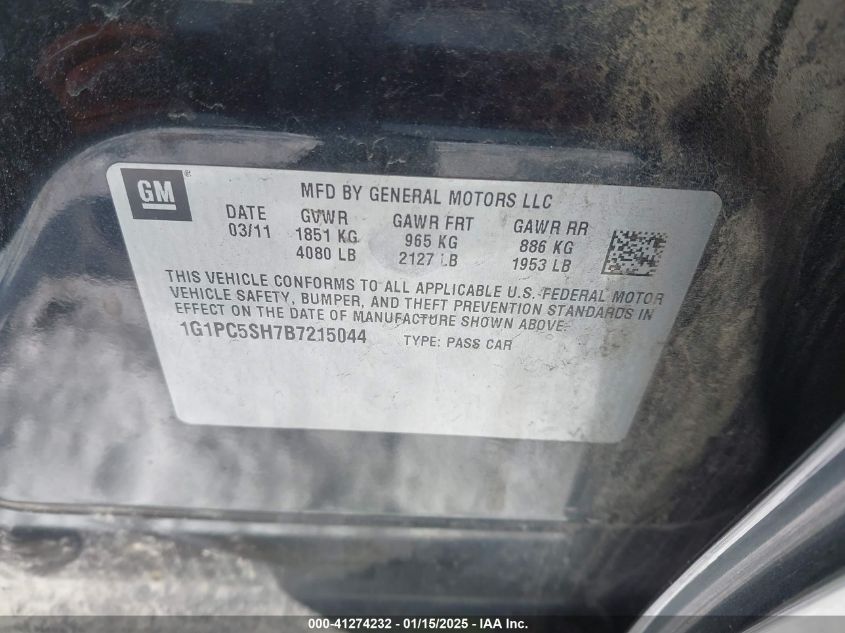 GM®
MFD BY GENERAL MOTORS LLC
DATE GVWR GAWR FRT GAWR RR
03/11 1851 KG 965 KG 886 KG
4080 LB 2127 LB 1953 LB
THIS VEHICLE CONFORMS TO ALL APPLICABLE U.S. FEDERAL MOTOR
VEHICLE SAFETY, BUMPER, AND THEFT PREVENTION STANDARDS IN
EFFECT ON THE DATE OF MANUFACTURE SHOWN ABOVE.
1G1PC5SH7B7215044 TYPE: PASS CAR
000-41274232 - 01/15/2025 - IAA Inc.